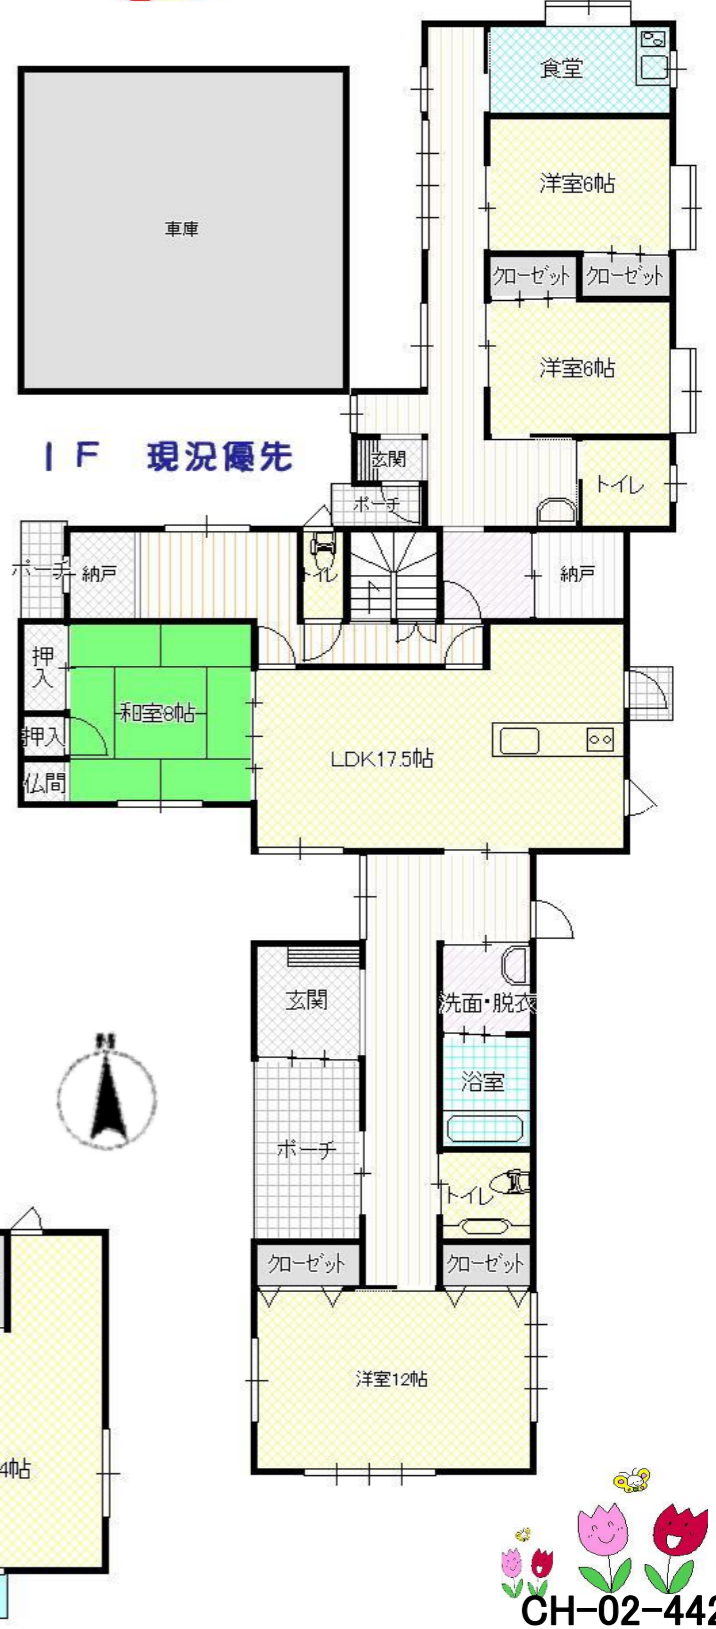 食堂
洋室6帖
車庫
クローゼット
クローゼット
洋室6帖
1F 現況優先
玄関
トイレ
ポーチ
ポーチ
納戸
トイレ
納戸
押入
和室8帖
押入
仏間
LDK17.5帖
玄関
洗面・脱衣
N
浴室
ポーチ
トイレ
クローゼット
クローゼット
洋室12帖
4帖
CH-02-442